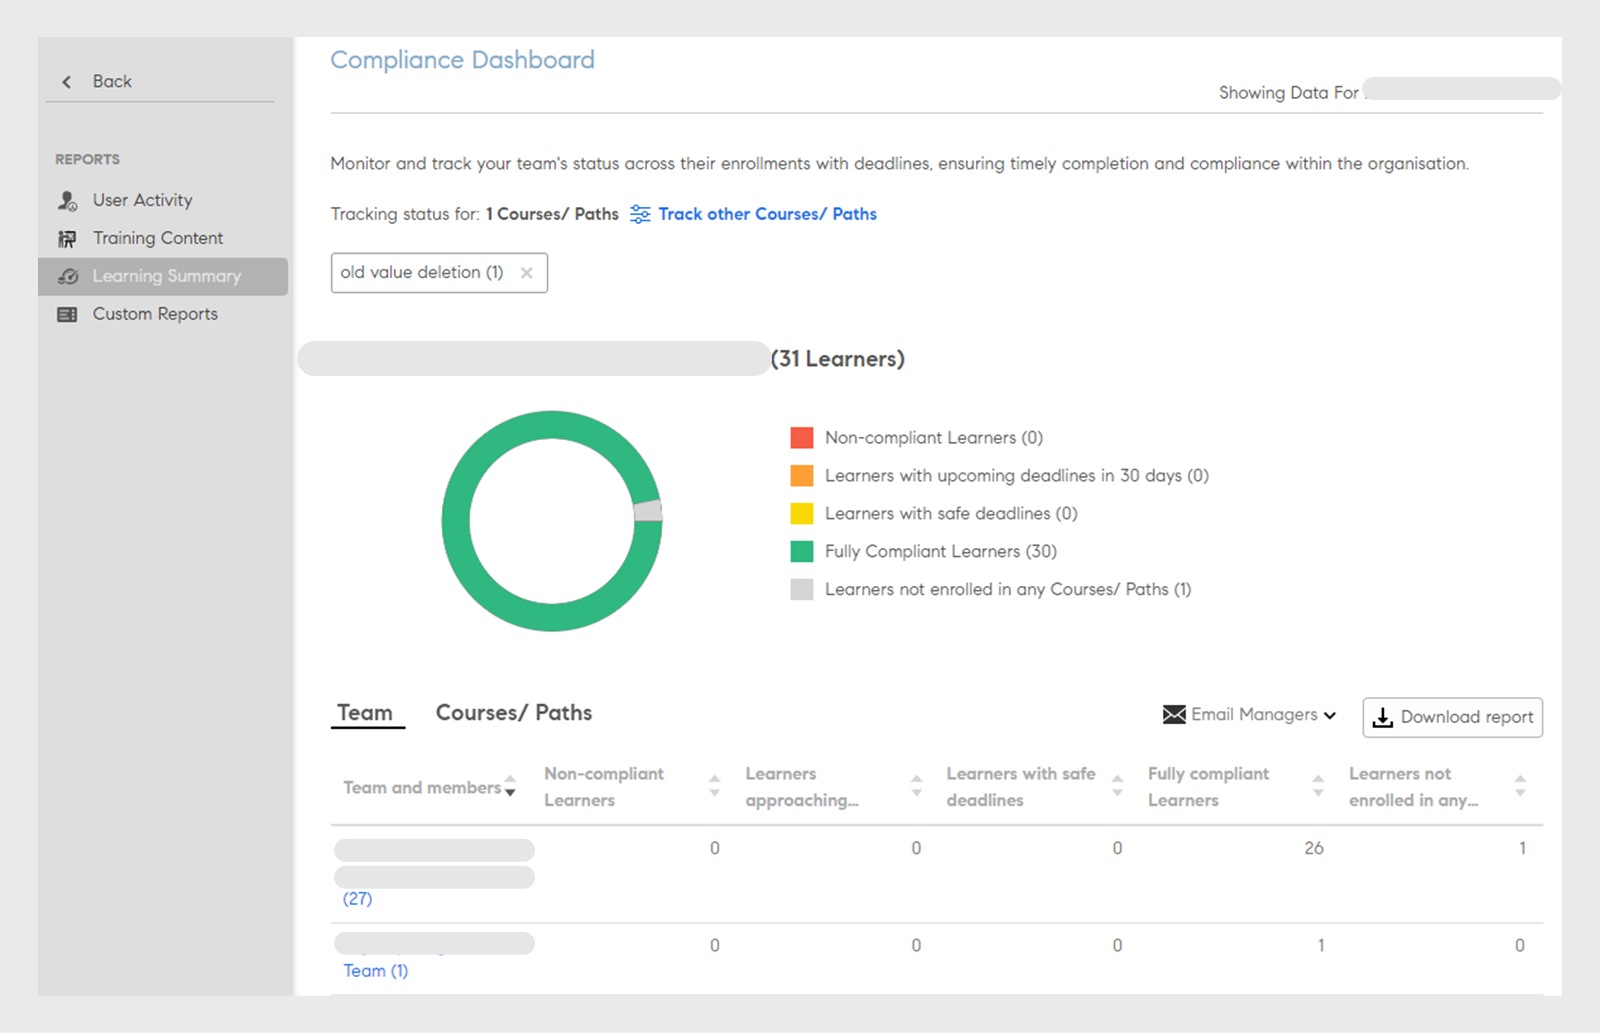 Back
REPORTS
User Activity
Training Content
Learning Summary
Custom Reports
Compliance Dashboard
Showing Data For
Monitor and track your team's status across their enrollments with deadlines, ensuring timely completion and compliance within the organisation.
Tracking status for: 1 Courses/ Paths Track other Courses/ Paths
old value deletion (1)
(31 Learners)
Non-compliant Learners (0)
Learners with upcoming deadlines in 30 days (0)
Learners with safe deadlines (0)
Fully Compliant Learners (30)
Learners not enrolled in any Courses/ Paths (1)
Team Courses/ Paths Email Managers Download report
Team and members
Non-compliant
Learners
Learners
approaching...
Learners with safe
deadlines
Fully compliant
Learners
Learners not
enrolled in any...
0 0 0 26 1
(27)
0 0 0 1 0
Team (1)